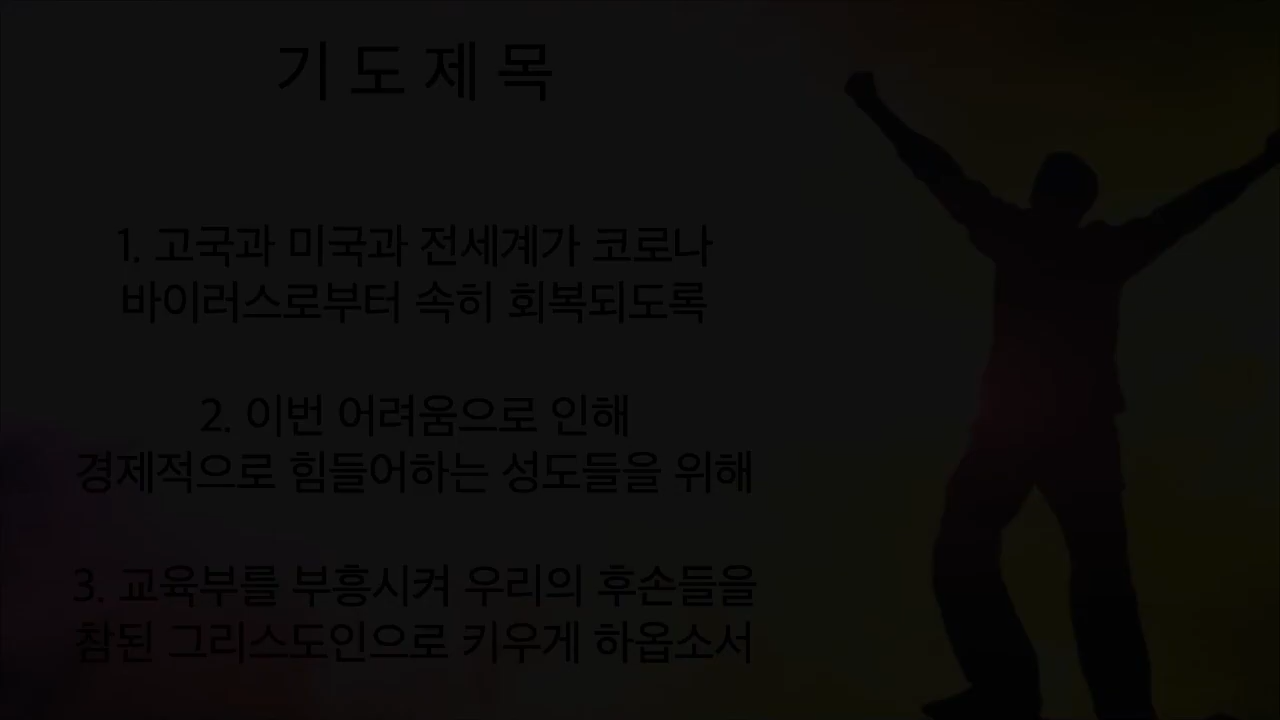 기도제목
1. 고국과 미국과 전세계가 코로나
바이러스로부터 속히 회복되도록
2. 이번 어려움으로 인해
경제적으로 힘들어하는 성도들을 위해
3. 교육부를 부흥시켜 우리의 후손들을
참된 그리스도인으로 키우게 하옵소서